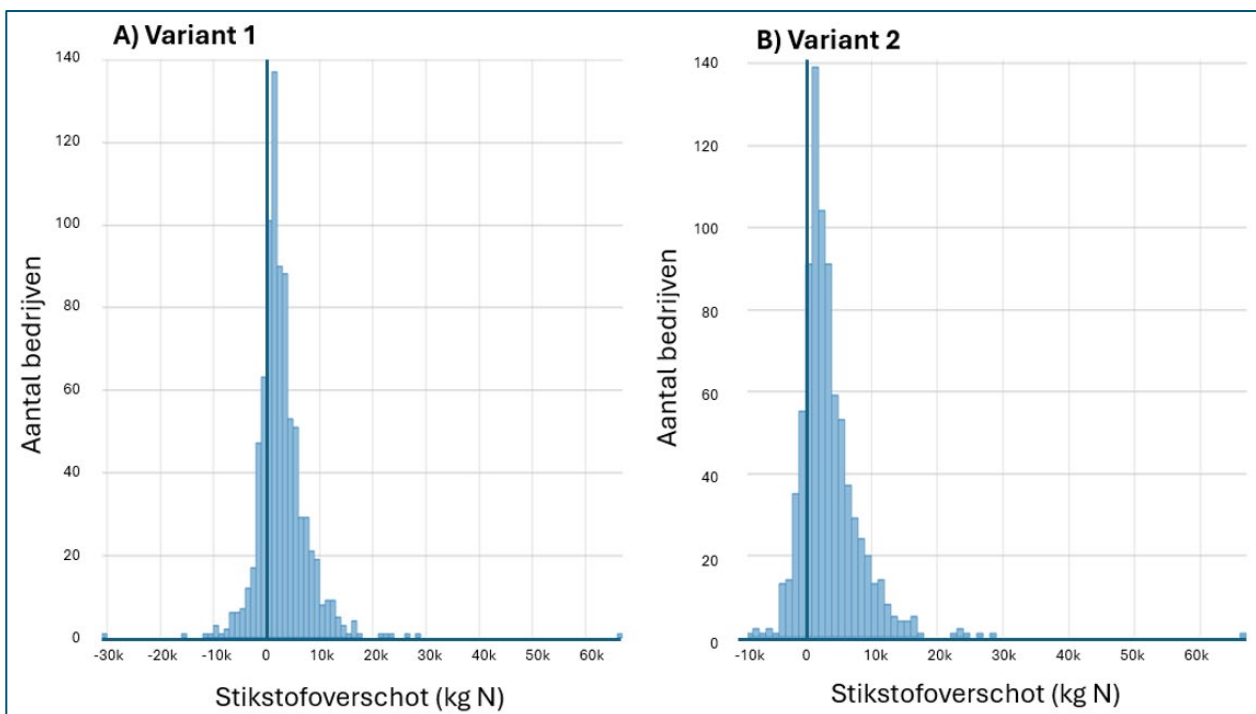 A) Variant 1
140
120
100
80
60
40
20
0
Aantal bedrijven
-30k -20k -10k 0 10k 20k 30k 40k 50k 60k
Stikstofoverschot (kg N)
B) Variant 2
140
120
100
80
60
40
20
0
Aantal bedrijven
-10k 0 10k 20k 30k 40k 50k 60k
Stikstofoverschot (kg N)